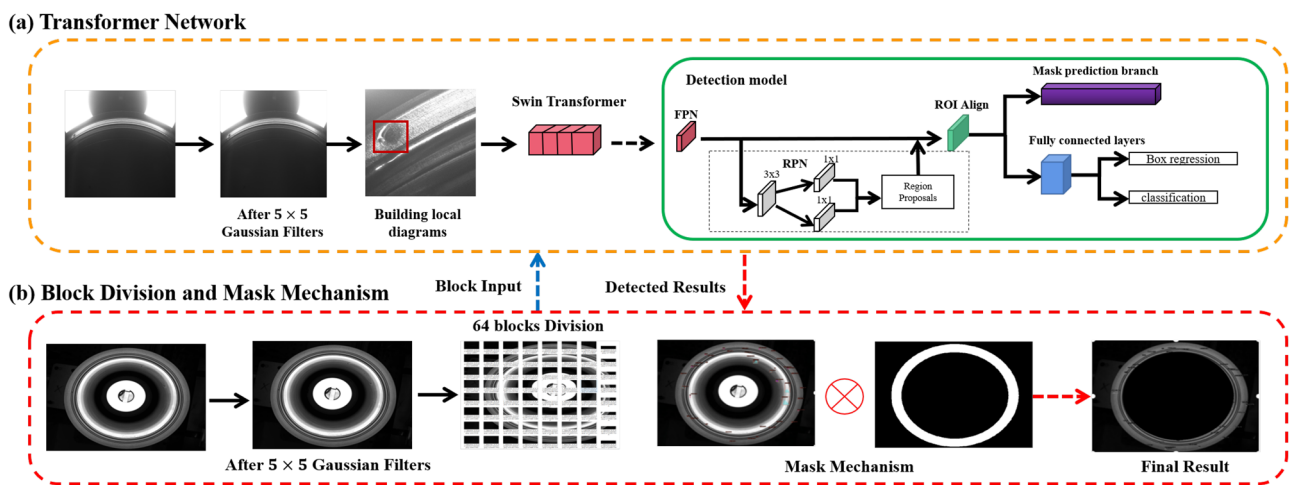 (a) Transformer Network
After 5 × 5
Gaussian Filters
Building local
diagrams
Swin Transformer
Detection model
FPN
RPN
3x3
1x1
1x1
Region
Proposals
ROI Align
Mask prediction branch
Fully connected layers
Box regression
classification
Block Input
Detected Results
(b) Block Division and Mask Mechanism
After 5 × 5 Gaussian Filters
64 blocks Division
Mask Mechanism
Final Result